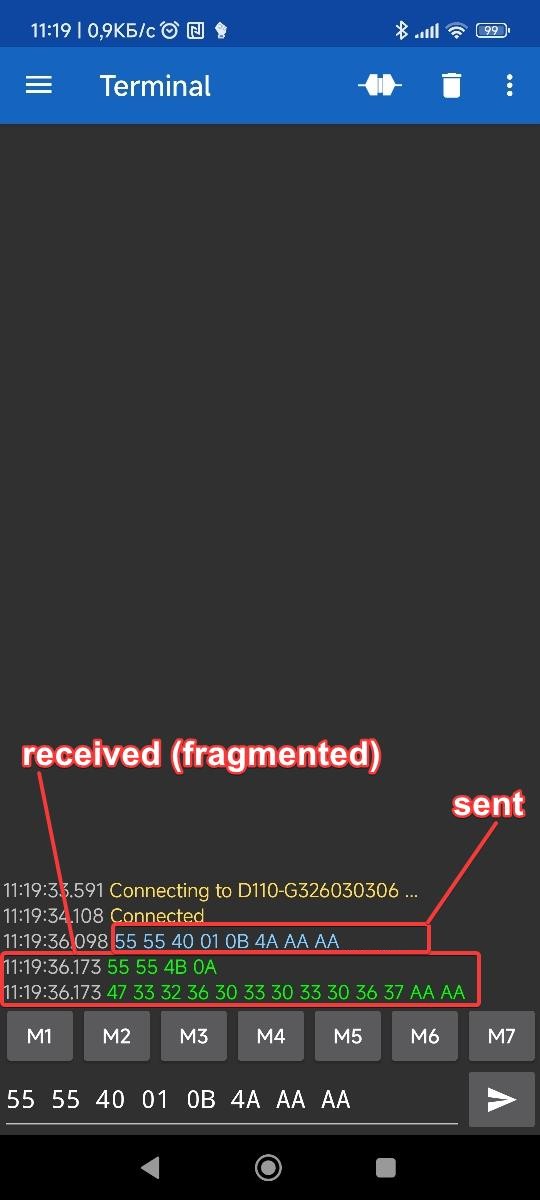 11:19 | 0,9КБ/с
99
Terminal
received (fragmented)
sent
11:19:33.591 Connecting to D110-G326030306 ...
11:19:34.108 Connected
11:19:36.098 55 55 40 01 0B 4A AA AA
11:19:36.173 55 55 4B 0A
11:19:36.173 47 33 32 36 30 33 30 33 30 36 37 AA AA
M1 M2 M3 M4 M5 M6 M7
55 55 40 01 0B 4A AA AA